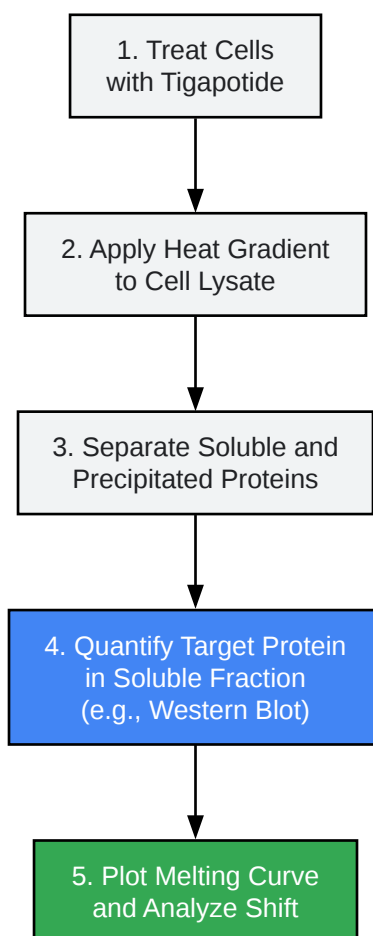 1. Treat Cells
with Tigapotide
2. Apply Heat Gradient
to Cell Lysate
3. Separate Soluble and
Precipitated Proteins
4. Quantify Target Protein
in Soluble Fraction
(e.g., Western Blot)
5. Plot Melting Curve
and Analyze Shift